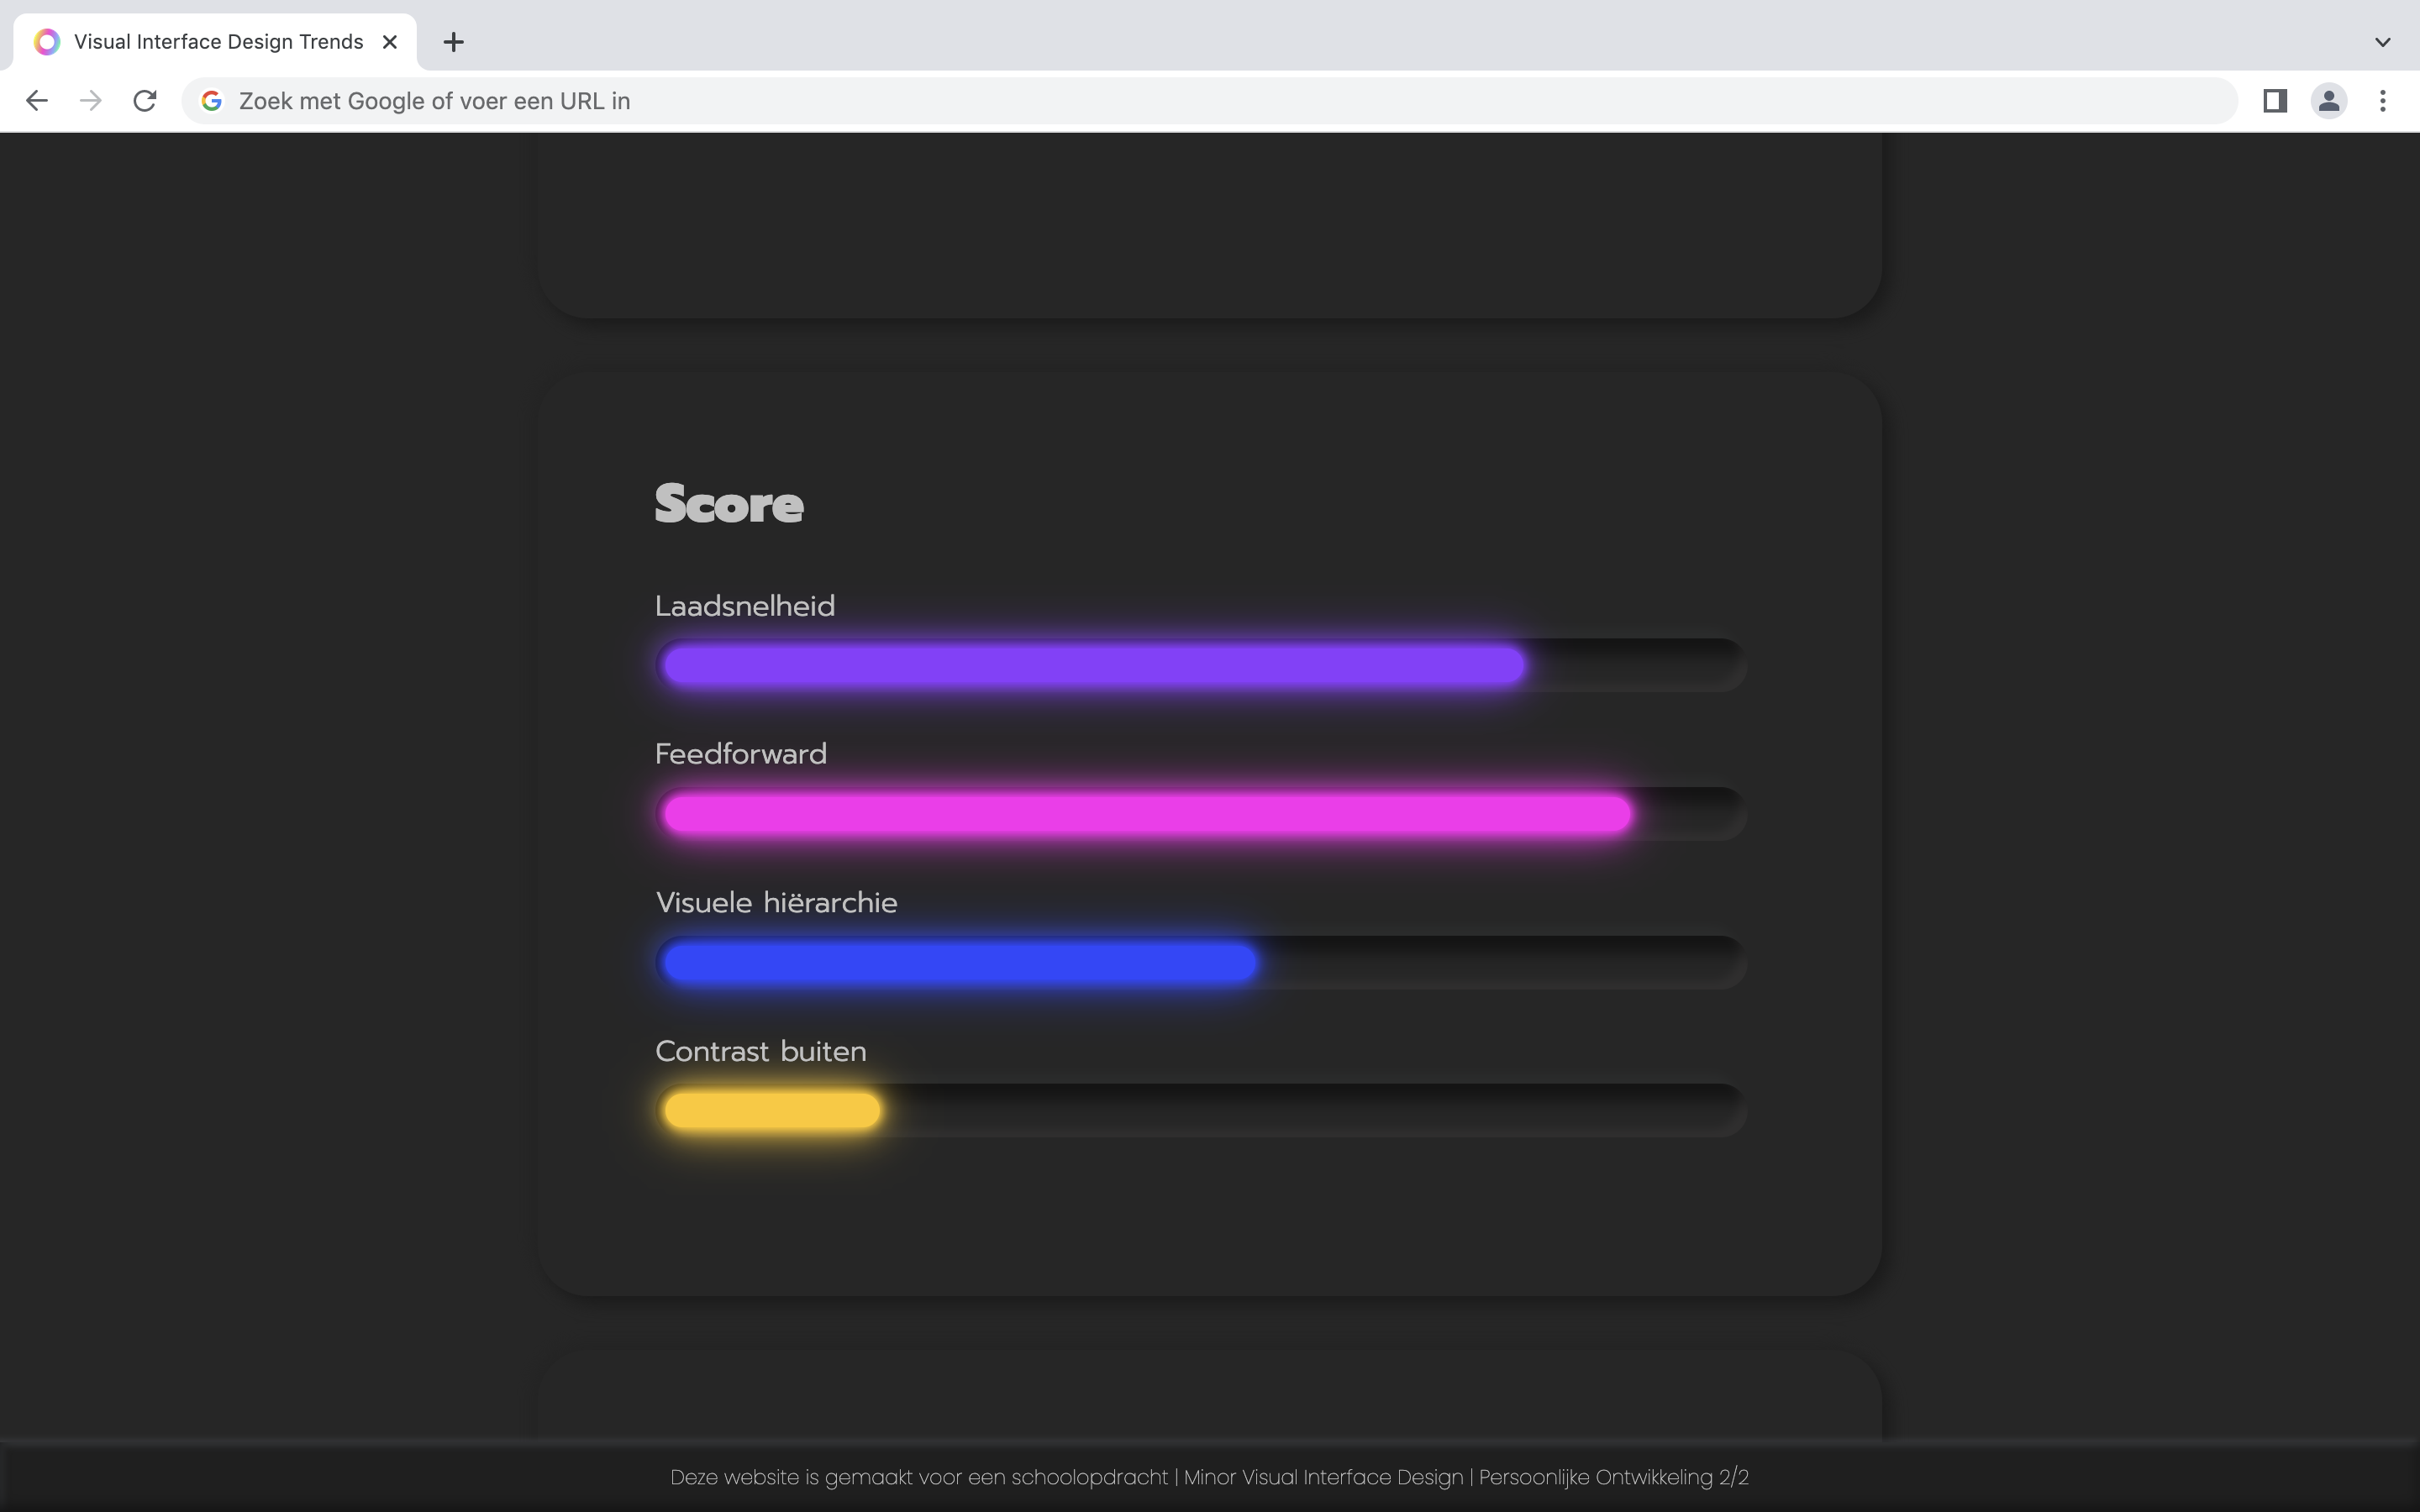 Visual Interface Design Trends
Zoek met Google of voer een URL in
Score
Laadsnelheid
Feedforward
Visuele hiërarchie
Contrast buiten
Deze website is gemaakt voor een schoolopdracht | Minor Visual Interface Design | Persoonlijke Ontwikkeling 2/2